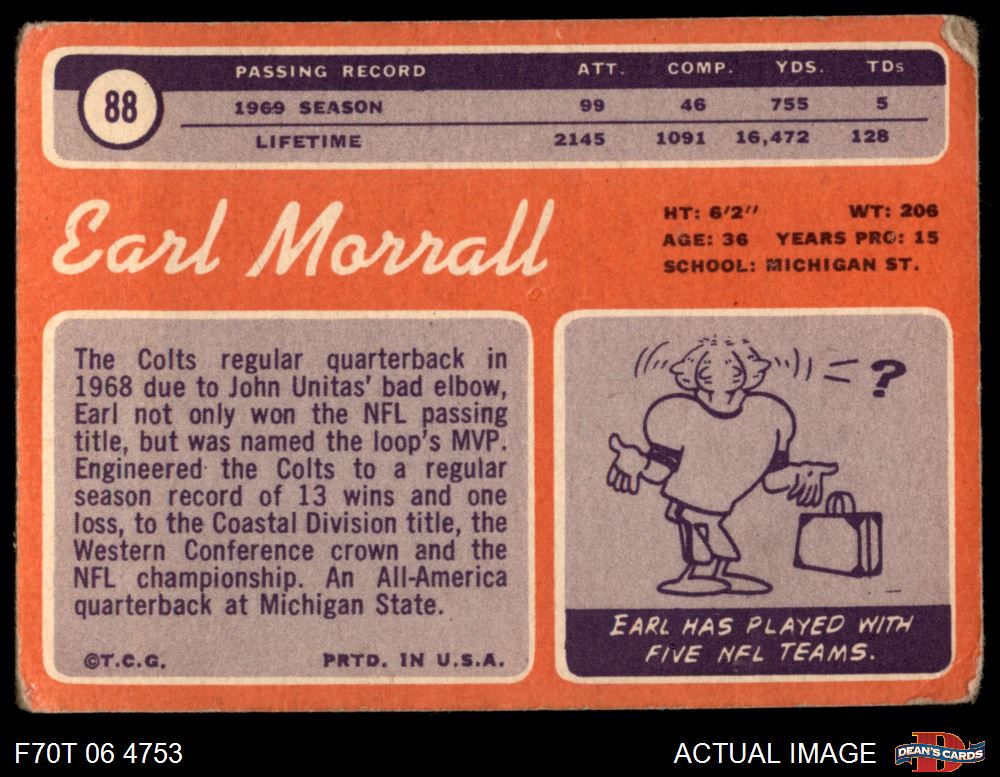 88
PASSING RECORD ATT. COMP. YDS. TDs
1969 SEASON 99 46 755 5
LIFETIME 2145 1091 16,472 128
Earl Morrall
HT: 6'2" WT: 206
AGE: 36 YEARS PRO: 15
SCHOOL: MICHIGAN ST.
The Colts regular quarterback in
1968 due to John Unitas' bad elbow,
Earl not only won the NFL passing
title, but was named the loop's MVP.
Engineered the Colts to a regular
season record of 13 wins and one
loss, to the Coastal Division title, the
Western Conference crown and the
NFL championship. An All-America
quarterback at Michigan State.
©T.C.G. PRTD. IN U.S.A.
?
EARL HAS PLAYED WITH
FIVE NFL TEAMS.
F70T 06 4753
ACTUAL IMAGE
D
DEAN'S CARDS